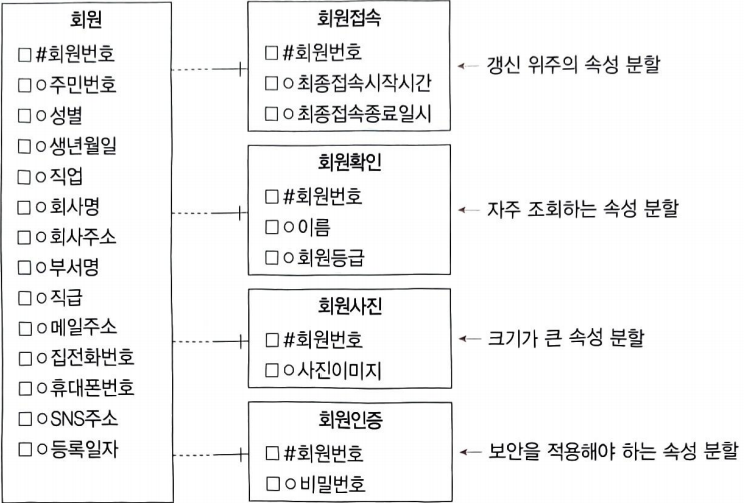 회원
□ #회원번호
□ ○주민번호
□ ○성별
□ ○생년월일
□ ○직업
□ ○회사명
□ ○회사주소
□ ○부서명
□ ○직급
□ ○메일주소
□ ○집전화번호
□ ○휴대폰번호
□ ○SNS주소
□ ○등록일자
회원접속
□ #회원번호
□ ○최종접속시작시간
□ ○최종접속종료일시
갱신 위주의 속성 분할
회원확인
□ #회원번호
□ ○이름
□ ○회원등급
자주 조회하는 속성 분할
회원사진
□ #회원번호
□ ○사진이미지
크기가 큰 속성 분할
회원인증
□ #회원번호
□ ○비밀번호
보안을 적용해야 하는 속성 분할